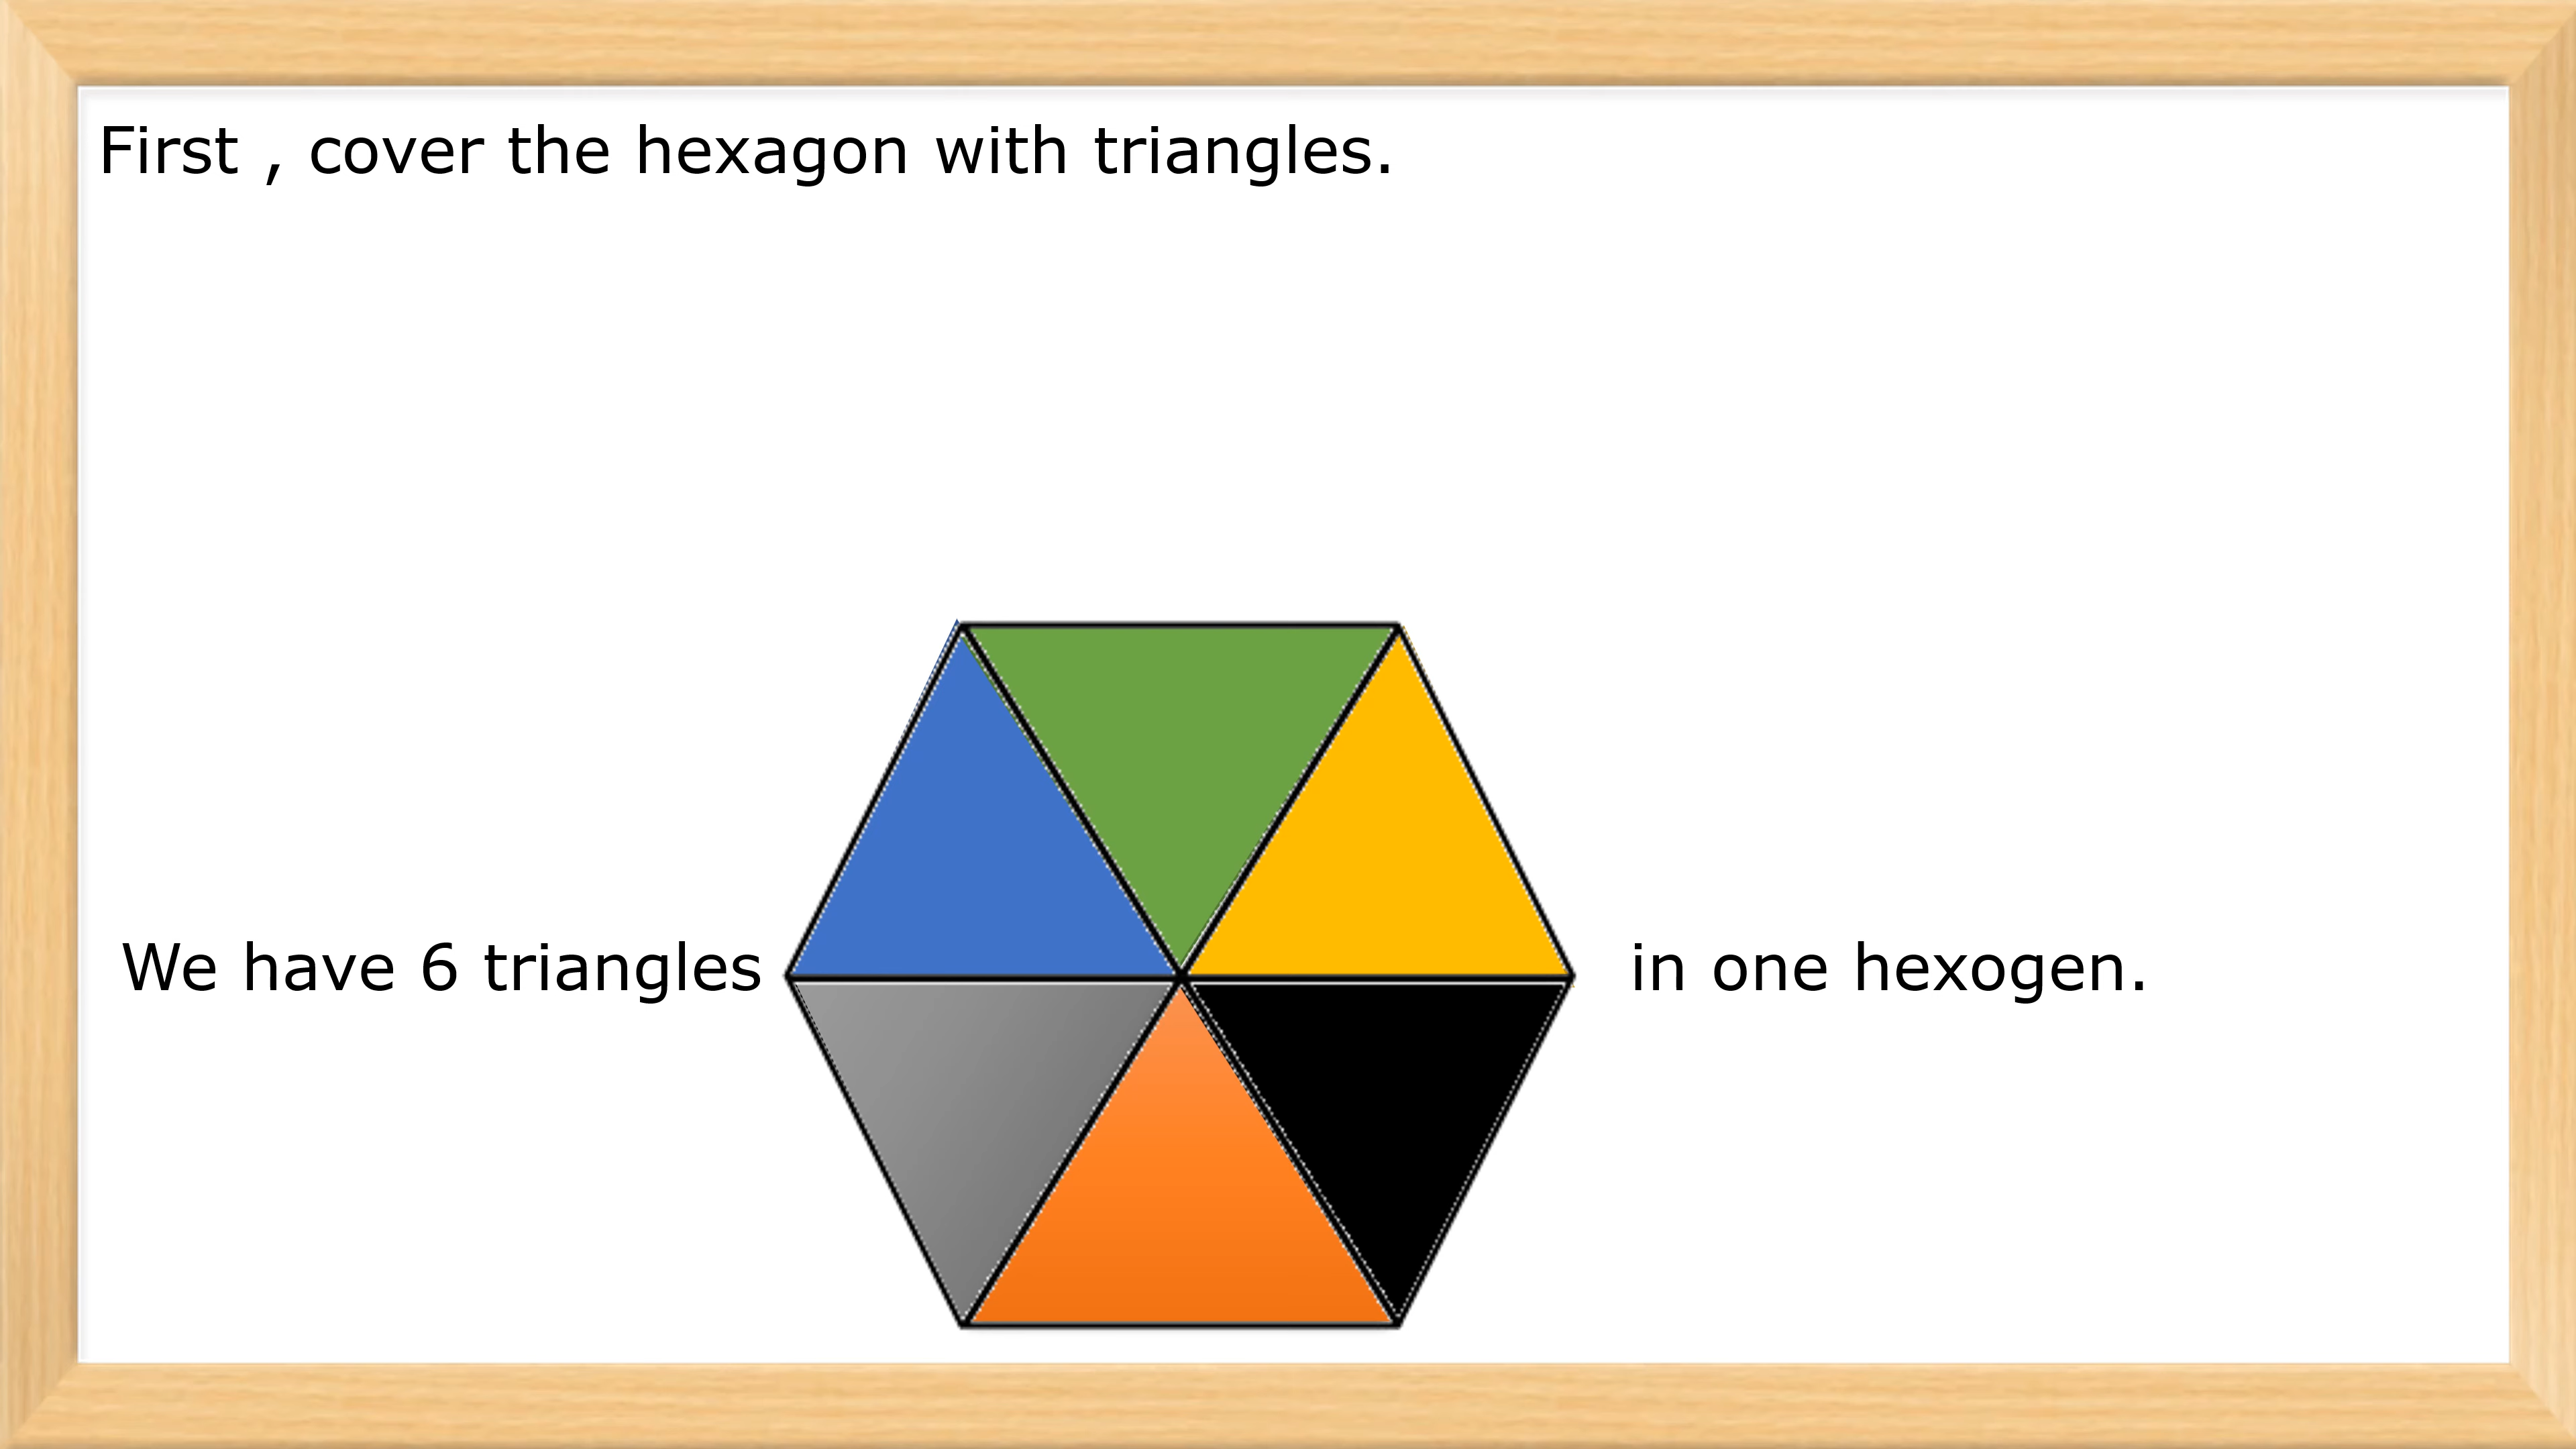 First , cover the hexagon with triangles.
We have 6 triangles in one hexogen.